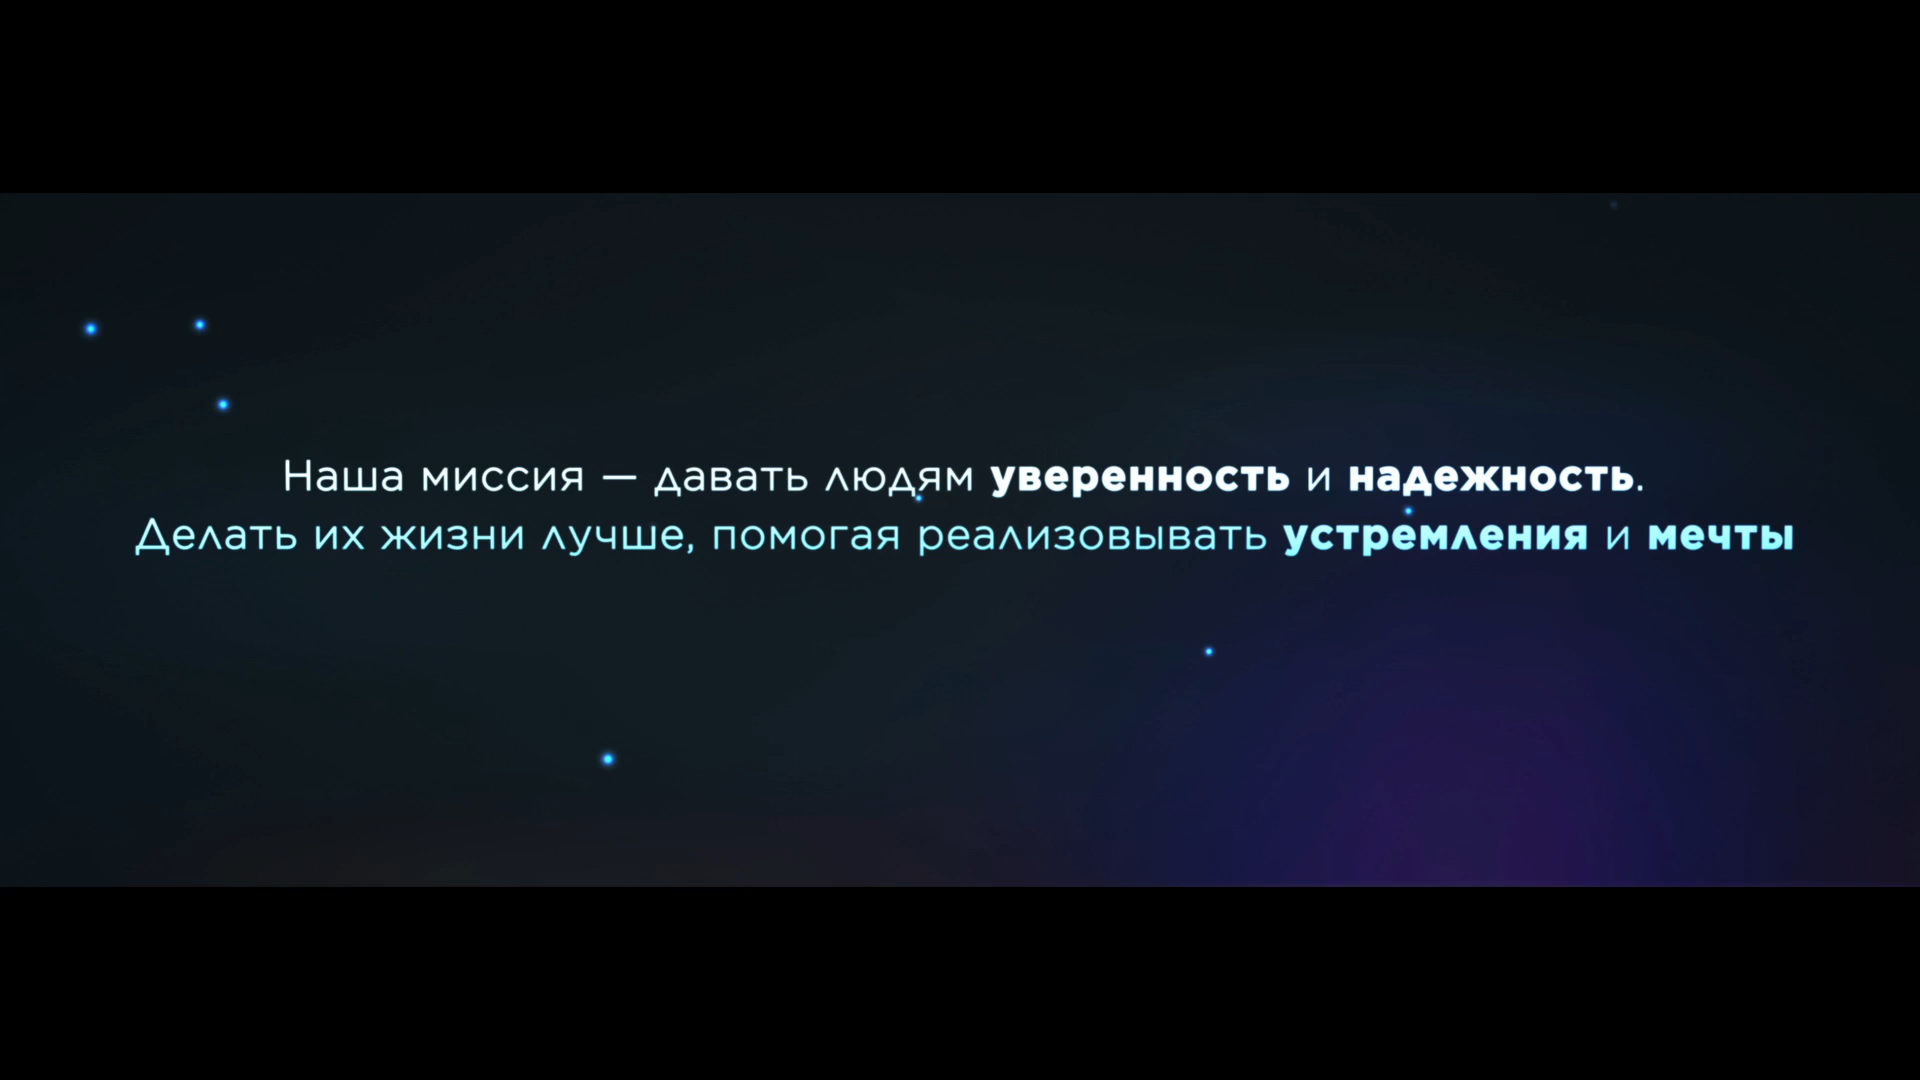 Наша миссия — давать людям уверенность и надежность.
Делать их жизни лучше, помогая реализовывать устремления и мечты